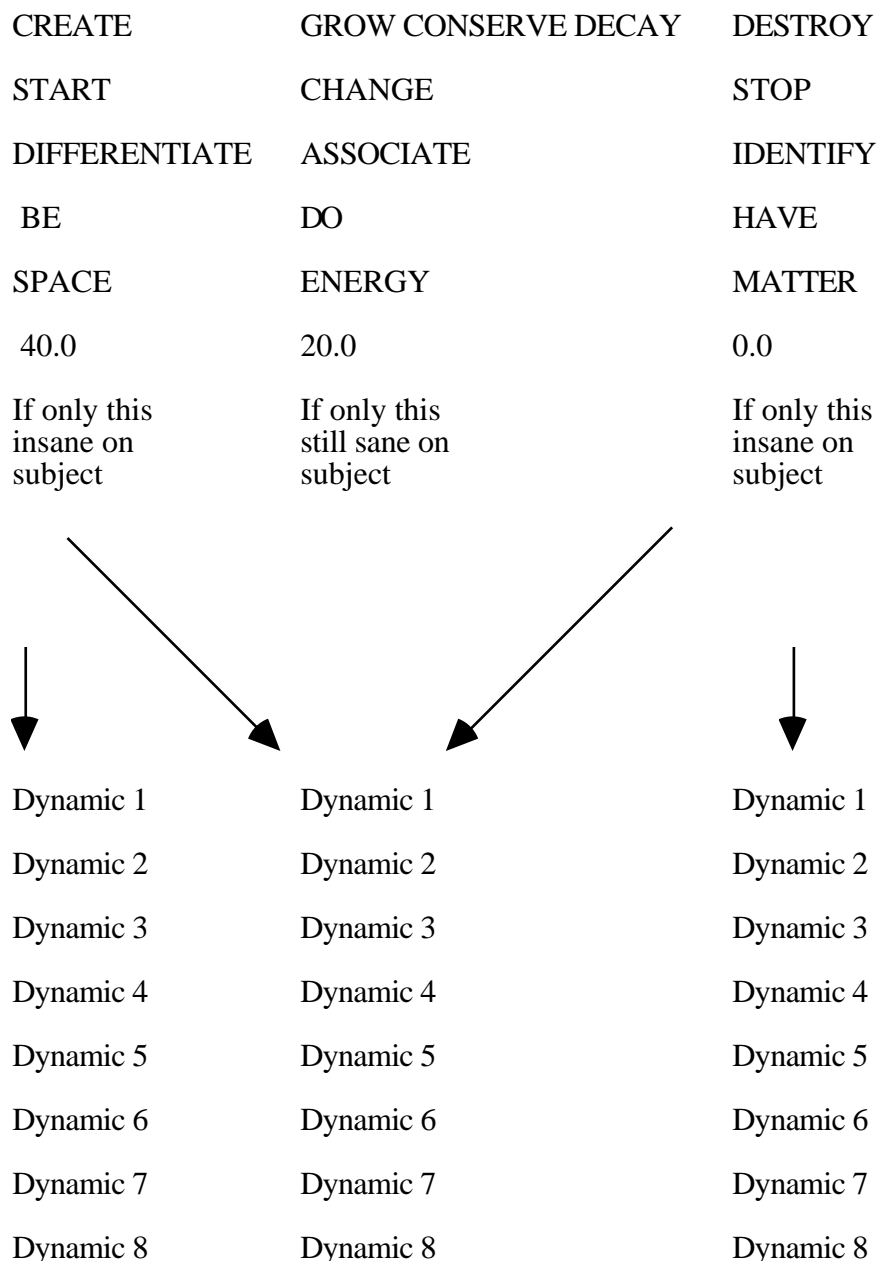 CREATE GROW CONSERVE DECAY DESTROY
START CHANGE STOP
DIFFERENTIATE ASSOCIATE IDENTIFY
BE DO HAVE
SPACE ENERGY MATTER
40.0 20.0 0.0
If only this If only this If only this
insane on still sane on insane on
subject subject subject
Dynamic 1 Dynamic 1 Dynamic 1
Dynamic 2 Dynamic 2 Dynamic 2
Dynamic 3 Dynamic 3 Dynamic 3
Dynamic 4 Dynamic 4 Dynamic 4
Dynamic 5 Dynamic 5 Dynamic 5
Dynamic 6 Dynamic 6 Dynamic 6
Dynamic 7 Dynamic 7 Dynamic 7
Dynamic 8 Dynamic 8 Dynamic 8